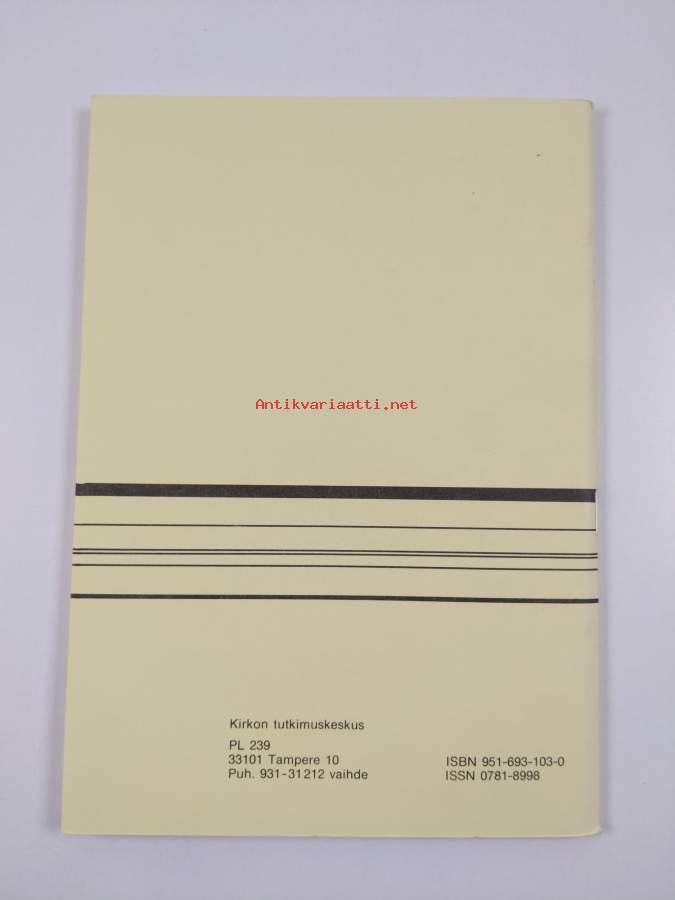 Antikvariaatti.net
Kirkon tutkimuskeskus
PL 239
33101 Tampere 10
Puh. 931-31212 vaihde
ISBN 951-693-103-0
ISSN 0781-8998